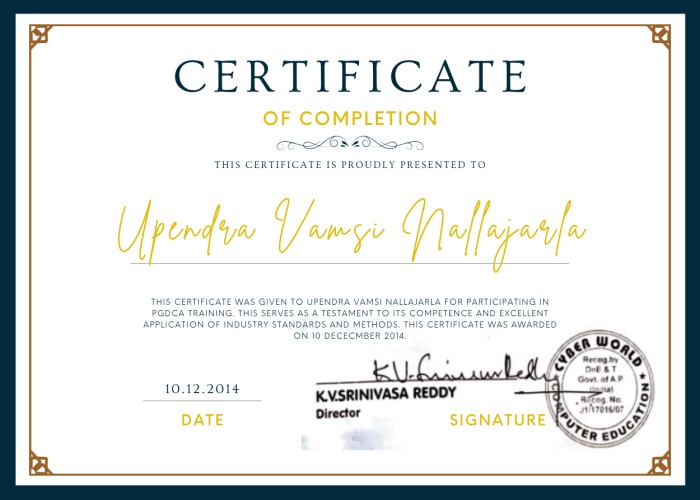 CERTIFICATE
OF COMPLETION
THIS CERTIFICATE IS PROUDLY PRESENTED TO
Upendra Vamsi Nallajarla
THIS CERTIFICATE WAS GIVEN TO UPENDRA VAMSI NALLAJARLA FOR PARTICIPATING IN
PGDCA TRAINING. THIS SERVES AS A TESTAMENT TO ITS COMPETENCE AND EXCELLENT
APPLICATION OF INDUSTRY STANDARDS AND METHODS. THIS CERTIFICATE WAS AWARDED
ON 10 DECECMBER 2014.
10.12.2014
DATE
K.V.Srinivasa Reddy
K.V.SRINIVASA REDDY
Director
SIGNATURE
CYBER WORLD
Recog.by
DnE & T
Govt. of A.P
(India)
Recog. No.
J1/17016/07
COMPUTER EDUCATION